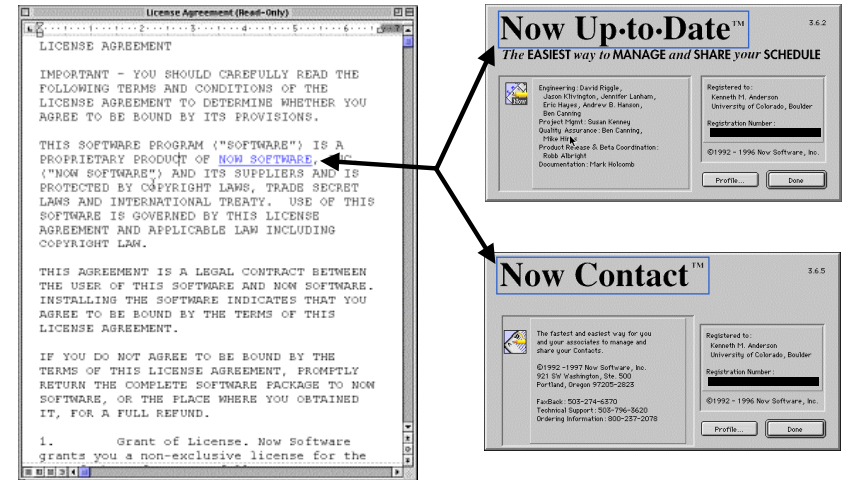 License Agreement (Read-Only)
LICENSE AGREEMENT
IMPORTANT - YOU SHOULD CAREFULLY READ THE
FOLLOWING TERMS AND CONDITIONS OF THE
LICENSE AGREEMENT TO DETERMINE WHETHER YOU
AGREE TO BE BOUND BY ITS PROVISIONS.
THIS SOFTWARE PROGRAM ("SOFTWARE") IS A
PROPRIETARY PRODUCT OF NOW SOFTWARE,
("NOW SOFTWARE") AND ITS SUPPLIERS AND IS
PROTECTED BY COPYRIGHT LAWS, TRADE SECRET
LAWS AND INTERNATIONAL TREATY. USE OF THIS
SOFTWARE IS GOVERNED BY THIS LICENSE
AGREEMENT AND APPLICABLE LAW INCLUDING
COPYRIGHT LAW.
THIS AGREEMENT IS A LEGAL CONTRACT BETWEEN
THE USER OF THIS SOFTWARE AND NOW SOFTWARE.
INSTALLING THE SOFTWARE INDICATES THAT YOU
AGREE TO BE BOUND BY THE TERMS OF THIS
LICENSE AGREEMENT.
IF YOU DO NOT AGREE TO BE BOUND BY THE
TERMS OF THIS LICENSE AGREEMENT, PROMPTLY
RETURN THE COMPLETE SOFTWARE PACKAGE TO NOW
SOFTWARE, OR THE PLACE WHERE YOU OBTAINED
IT, FOR A FULL REFUND.
1. Grant of License. Now Software
grants you a non-exclusive license for the
Now Up·to·Date™
3.6.2
The EASIEST way to MANAGE and SHARE your SCHEDULE
Now
Engineering: David Riggle,
Jason Khvington, Jennifer Lanham,
Eric Hayes, Andrew B. Hanson,
Ben Canning
Project Mgmt: Susan Kenney
Quality Assurance: Ben Canning,
Mike
Product Release & Beta Coordination:
Robb Albright
Documentation: Mark Holcomb
Registered to:
Kenneth M. Anderson
University of Colorado, Boulder
Registration Number:
©1992 - 1996 Now Software, Inc.
Profile... Done
Now Contact™
3.6.5
The fastest and easiest way for you
and your associates to manage and
share your Contacts.
©1992 -1997 Now Software, Inc.
921 SW Washington, Ste. 500
Portland, Oregon 97205-2823
FaxBack: 503-274-6370
Technical Support: 503-796-3620
Ordering Information: 800-237-2078
Registered to:
Kenneth M. Anderson
University of Colorado, Boulder
Registration Number:
©1992 - 1996 Now Software, Inc.
Profile... Done